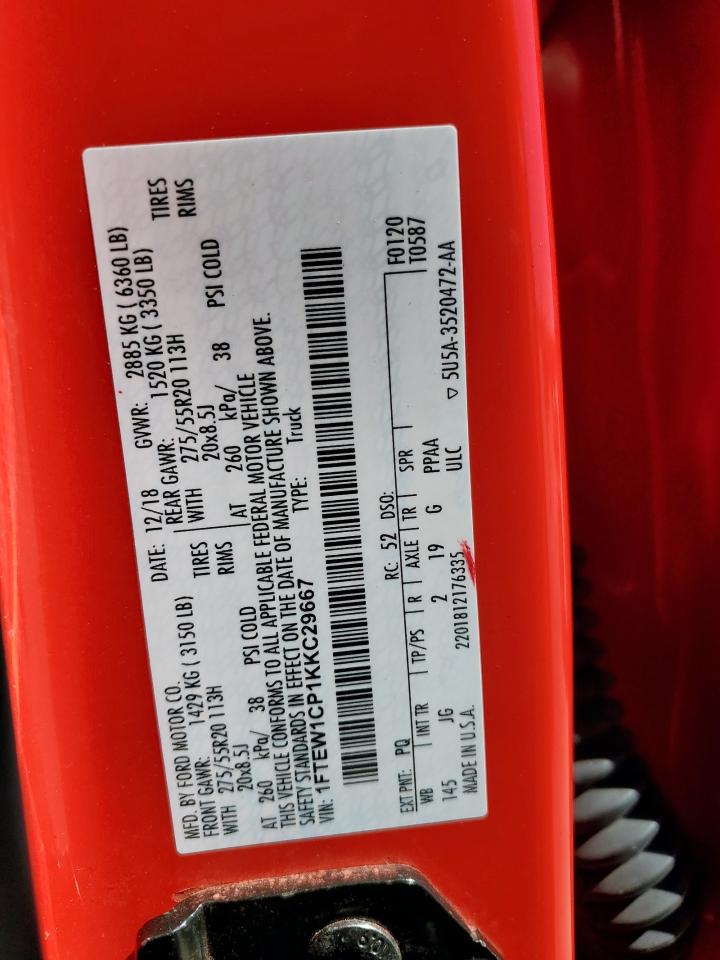 MFD. BY FORD MOTOR CO.
DATE: 12/18 GVWR: 2885 KG ( 6360 LB)
FRONT GAWR: 1429 KG ( 3150 LB) REAR GAWR: 1520 KG ( 3350 LB)
WITH 275/55R20 113H TIRES WITH 275/55R20 113H TIRES
20x8.5J RIMS 20x8.5J RIMS
AT 260 kPa/ 38 PSI COLD AT 260 kPa/ 38 PSI COLD
THIS VEHICLE CONFORMS TO ALL APPLICABLE FEDERAL MOTOR VEHICLE
SAFETY STANDARDS IN EFFECT ON THE DATE OF MANUFACTURE SHOWN ABOVE.
VIN: 1FTEW1CP1KKC29667 TYPE: Truck
EXT PNT: PQ RC: 52 DSO: F0120
WB INT TR TP/PS R AXLE TR SPR T0587
145 JG 2 19 G PPAA
MADE IN U.S.A. 2201812176335 ULC ▽ 5U5A-3520472-AA